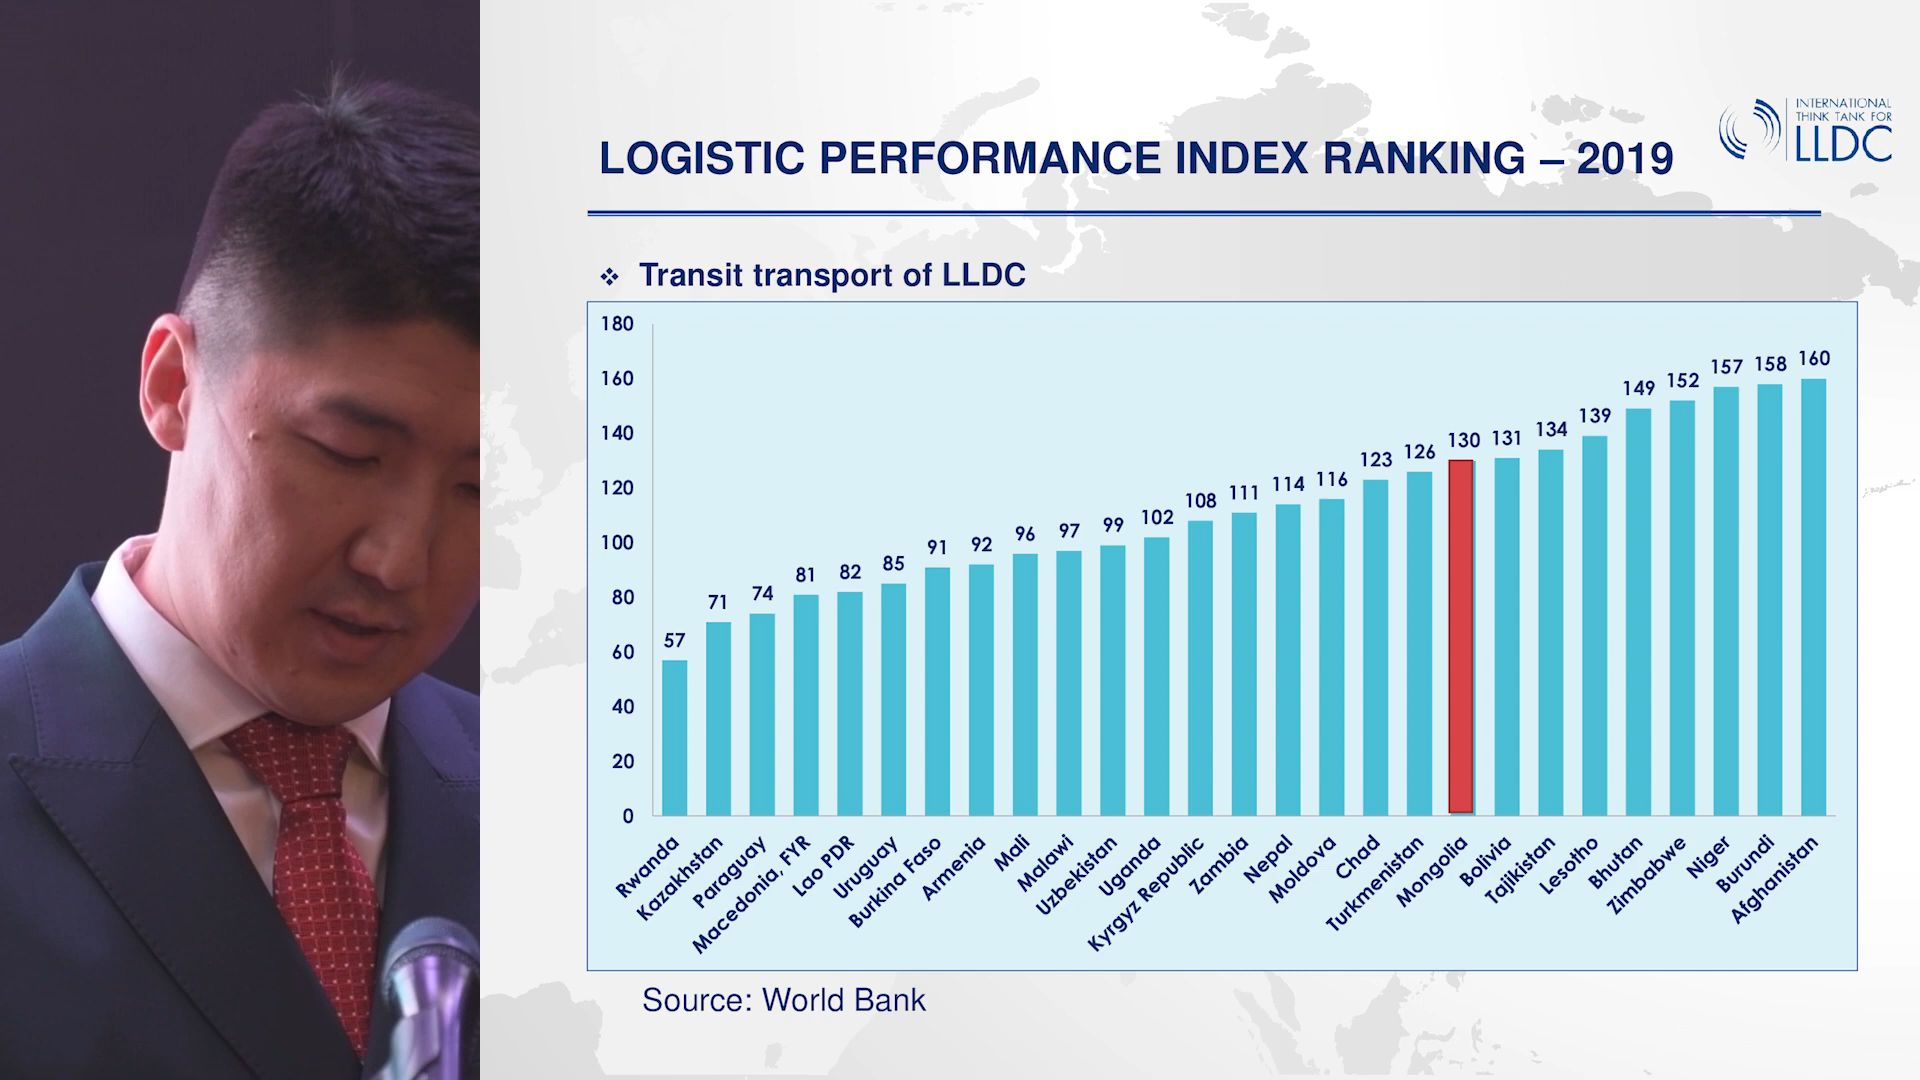 INTERNATIONAL
THINK TANK FOR
LLDC
LOGISTIC PERFORMANCE INDEX RANKING – 2019
❖ Transit transport of LLDC
180
160
140
120
100
80
60
40
20
0
57
71
74
81
82
85
91
92
96
97
99
102
108
111
114
116
123
126
130
131
134
139
149
152
157
158
160
Rwanda
Kazakhstan
Paraguay
Macedonia, FYR
Lao PDR
Uruguay
Burkina Faso
Armenia
Mali
Malawi
Uzbekistan
Uganda
Kyrgyz Republic
Zambia
Nepal
Moldova
Chad
Turkmenistan
Mongolia
Bolivia
Tajikistan
Lesotho
Bhutan
Zimbabwe
Niger
Burundi
Afghanistan
Source: World Bank